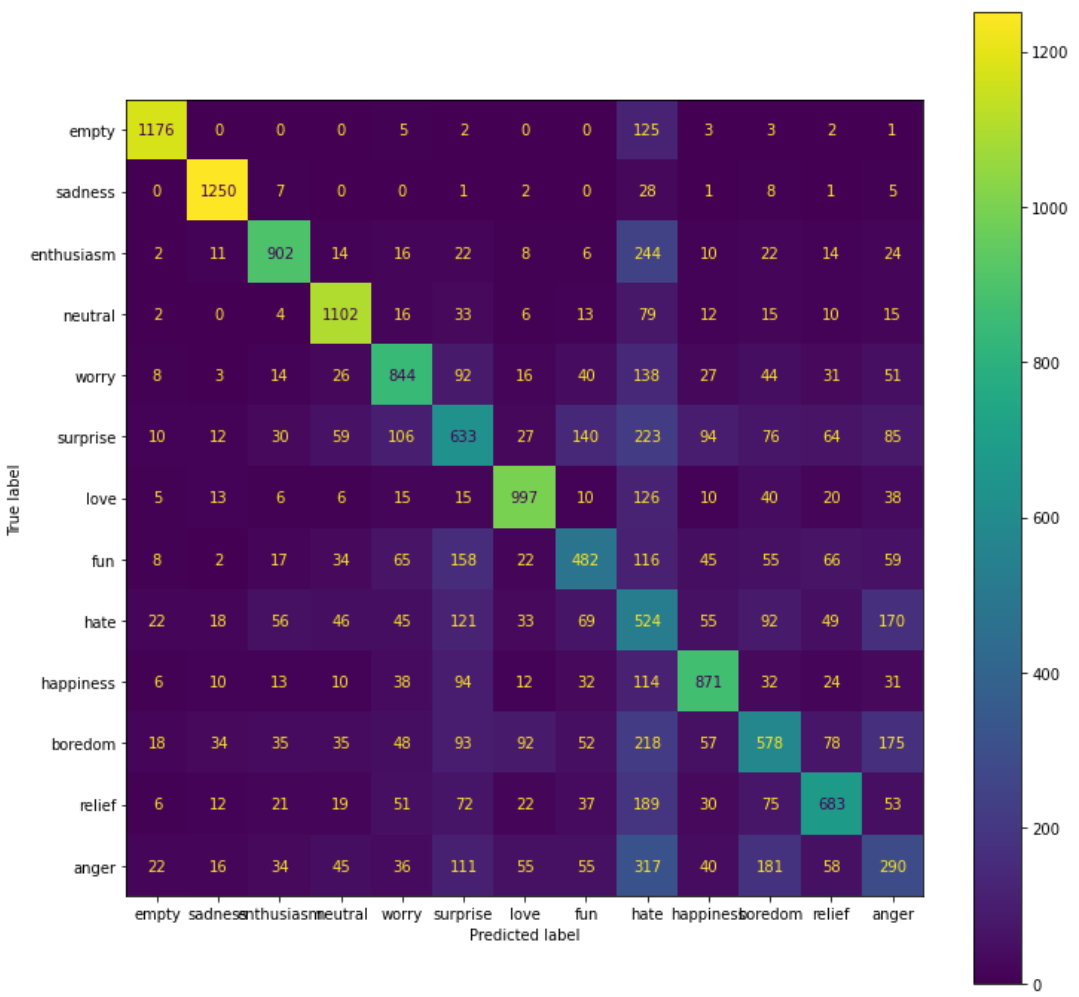 empty 1176 0 0 0 5 2 0 0 125 3 3 2 1
sadness 0 1250 7 0 0 1 2 0 28 1 8 1 5
enthusiasm 2 11 902 14 16 22 8 6 244 10 22 14 24
neutral 2 0 4 1102 16 33 6 13 79 12 15 10 15
worry 8 3 14 26 844 92 16 40 138 27 44 31 51
surprise 10 12 30 59 106 633 27 140 223 94 76 64 85
love 5 13 6 6 15 15 997 10 126 10 40 20 38
fun 8 2 17 34 65 158 22 482 116 45 55 66 59
hate 22 18 56 46 45 121 33 69 524 55 92 49 170
happiness 6 10 13 10 38 94 12 32 114 871 32 24 31
boredom 18 34 35 35 48 93 92 52 218 57 578 78 175
relief 6 12 21 19 51 72 22 37 189 30 75 683 53
anger 22 16 34 45 36 111 55 55 317 40 181 58 290
empty sadness enthusiasm neutral worry surprise love fun hate happiness boredom relief anger
Predicted label
True label
1200
1000
800
600
400
200
0